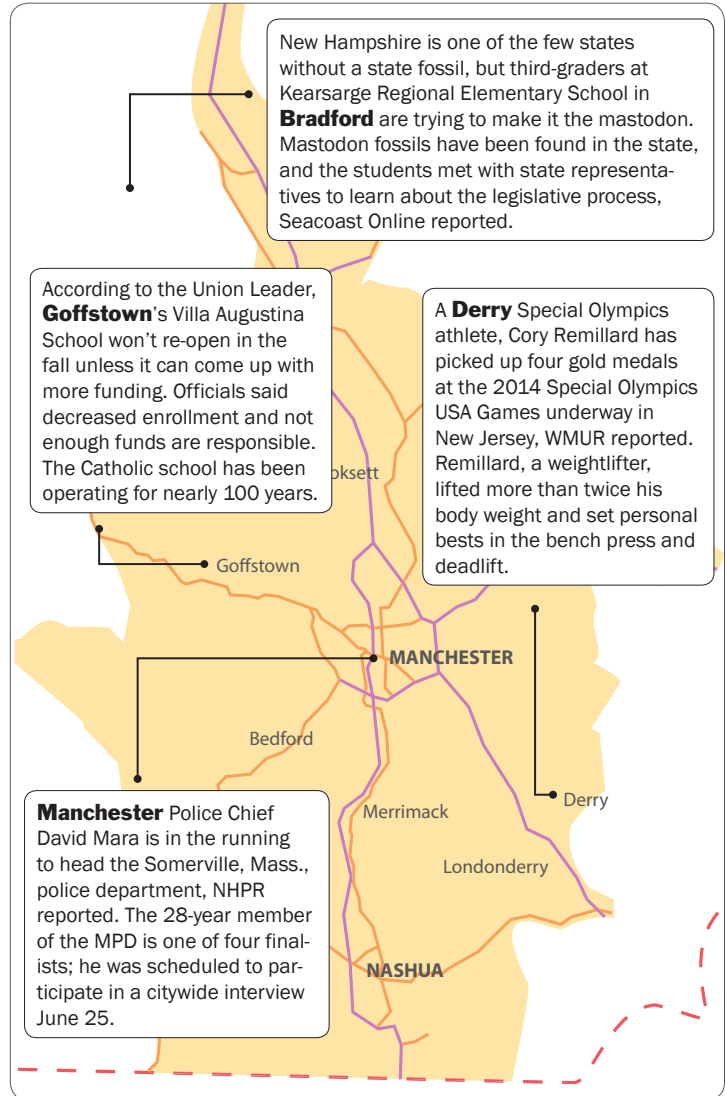 New Hampshire is one of the few states
without a state fossil, but third-graders at
Kearsarge Regional Elementary School in
Bradford are trying to make it the mastodon.
Mastodon fossils have been found in the state,
and the students met with state representa-
tives to learn about the legislative process,
Seacoast Online reported.
According to the Union Leader,
Goffstown’s Villa Augustina
School won’t re-open in the
fall unless it can come up with
more funding. Officials said
decreased enrollment and not
enough funds are responsible.
The Catholic school has been
operating for nearly 100 years.
A Derry Special Olympics
athlete, Cory Remillard has
picked up four gold medals
at the 2014 Special Olympics
USA Games underway in
New Jersey, WMUR reported.
Remillard, a weightlifter,
lifted more than twice his
body weight and set personal
bests in the bench press and
deadlift.
oksett
Goffstown
MANCHESTER
Bedford
Merrimack
Derry
Londonderry
NASHUA
Manchester Police Chief
David Mara is in the running
to head the Somerville, Mass.,
police department, NHPR
reported. The 28-year member
of the MPD is one of four final-
ists; he was scheduled to par-
ticipate in a citywide interview
June 25.